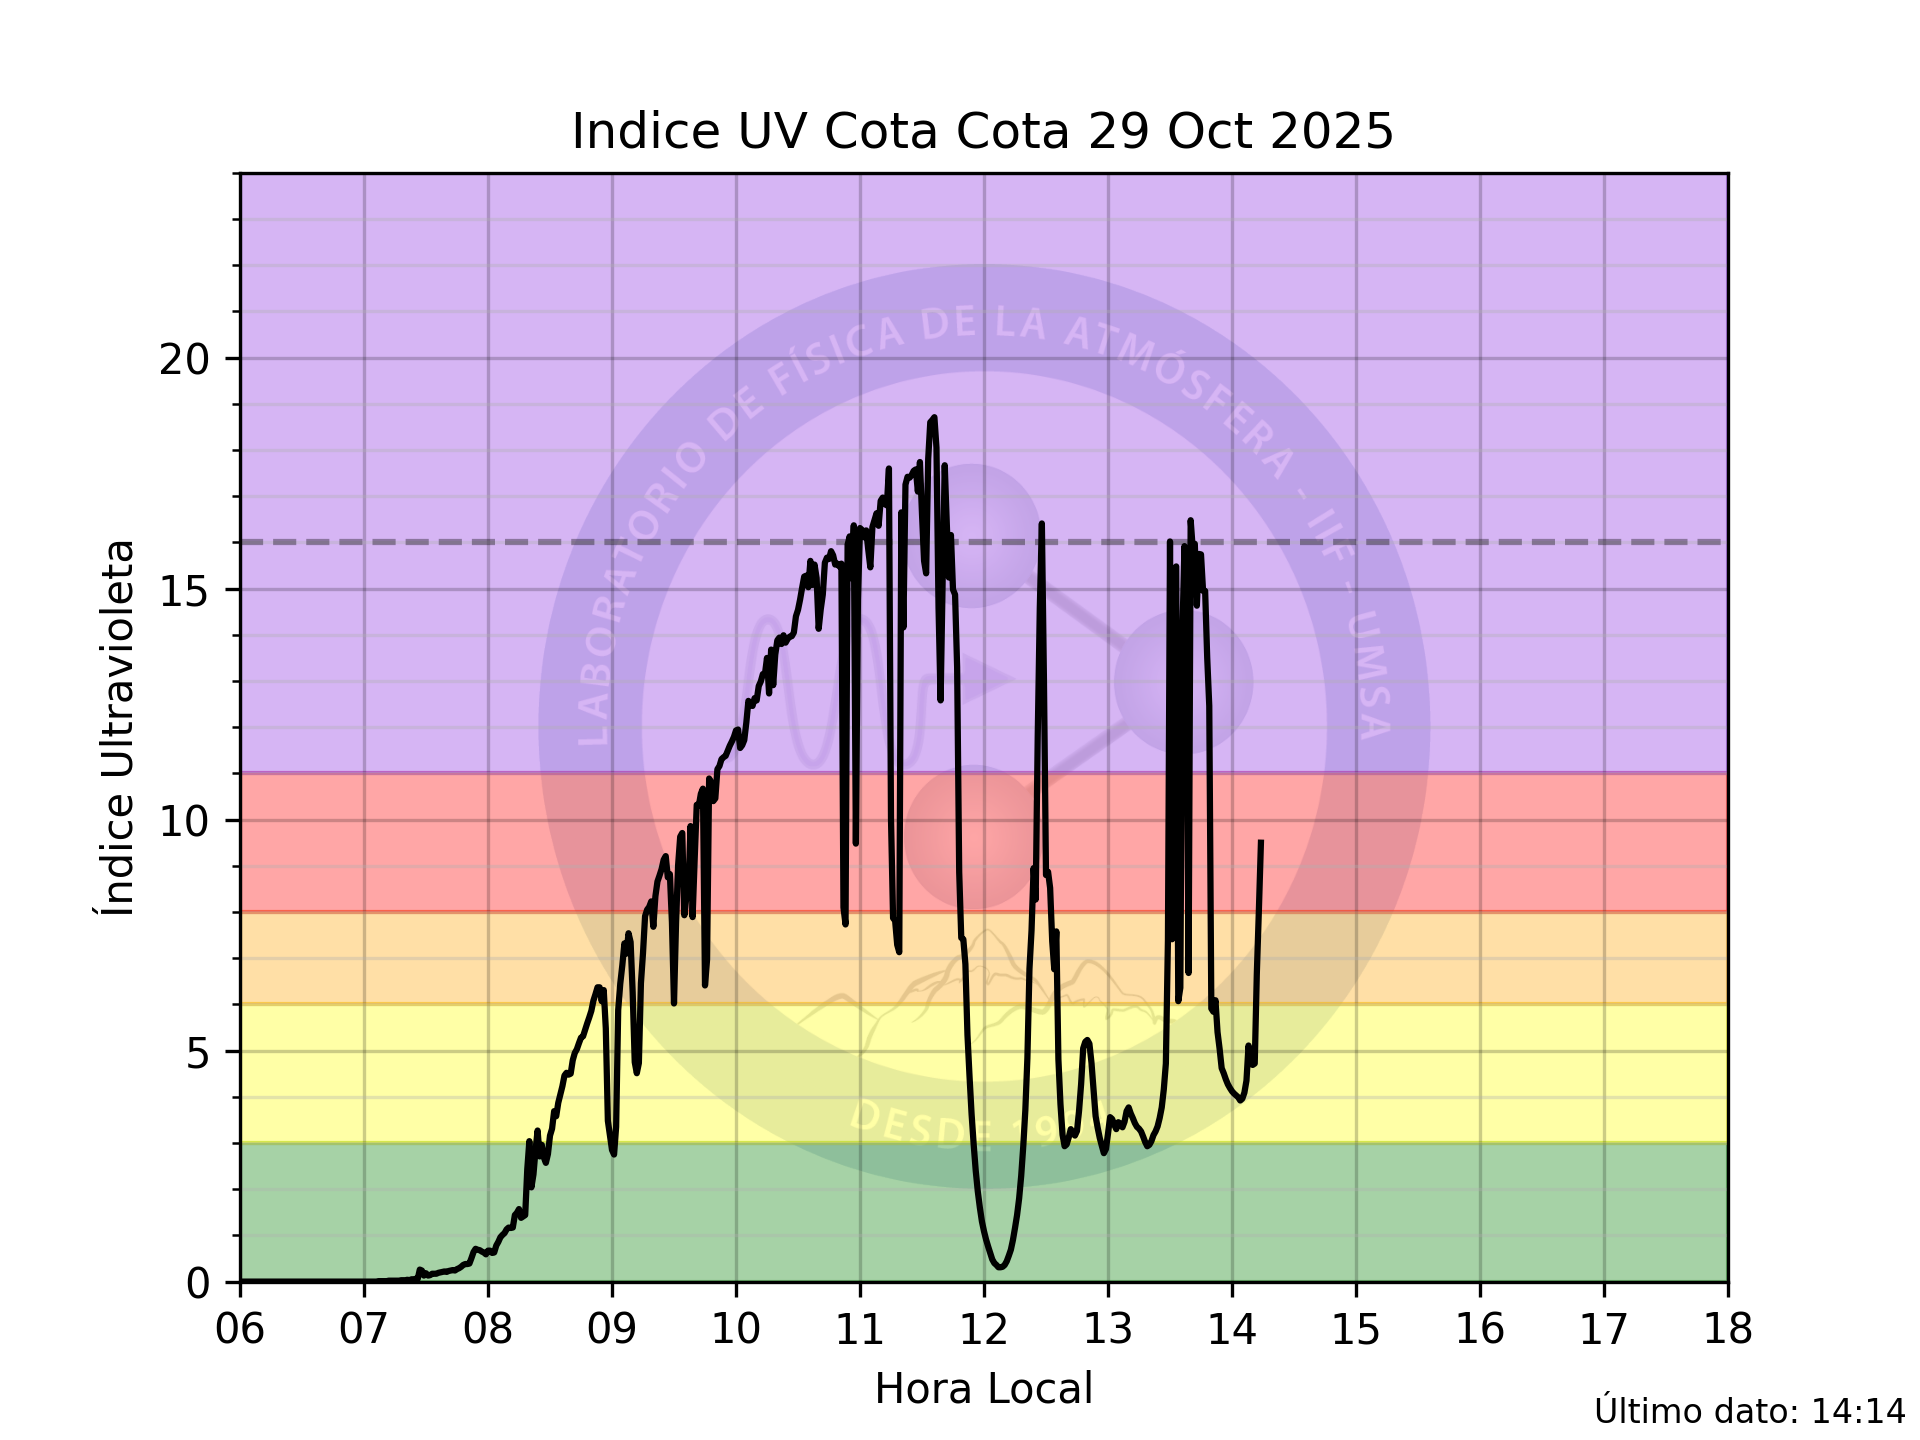 Indice UV Cota Cota 29 Oct 2025
LABORATORIO DE FÍSICA DE LA ATMÓSFERA - IIF - UMSA
DESDE
Índice Ultravioleta
20
15
10
5
0
06 07 08 09 10 11 12 13 14 15 16 17 18
Hora Local
Último dato: 14:14